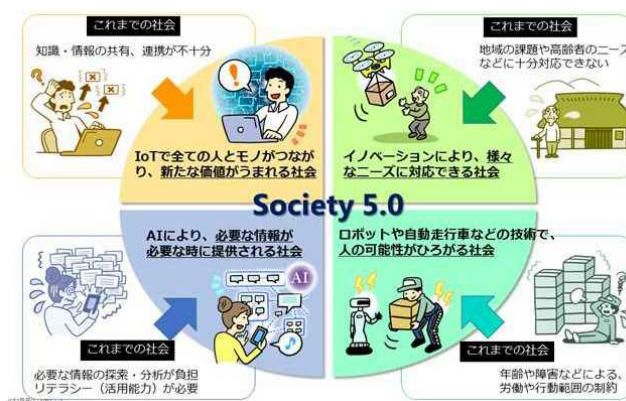 これまでの社会
知識・情報の共有、連携が不十分
これまでの社会
地域の課題や高齢者のニーズ
などに十分対応できない
IoTで全ての人とモノがつなが
り、新たな価値がうまれる社会
イノベーションにより、様々
なニーズに対応できる社会
Society 5.0
AIにより、必要な情報が
必要な時に提供される社会
ロボットや自動走行車などの技術で、
人の可能性がひろがる社会
AI
これまでの社会
必要な情報の探索・分析が負担
リテラシー（活用能力）が必要
これまでの社会
年齢や障害などによる、
労働や行動範囲の制約